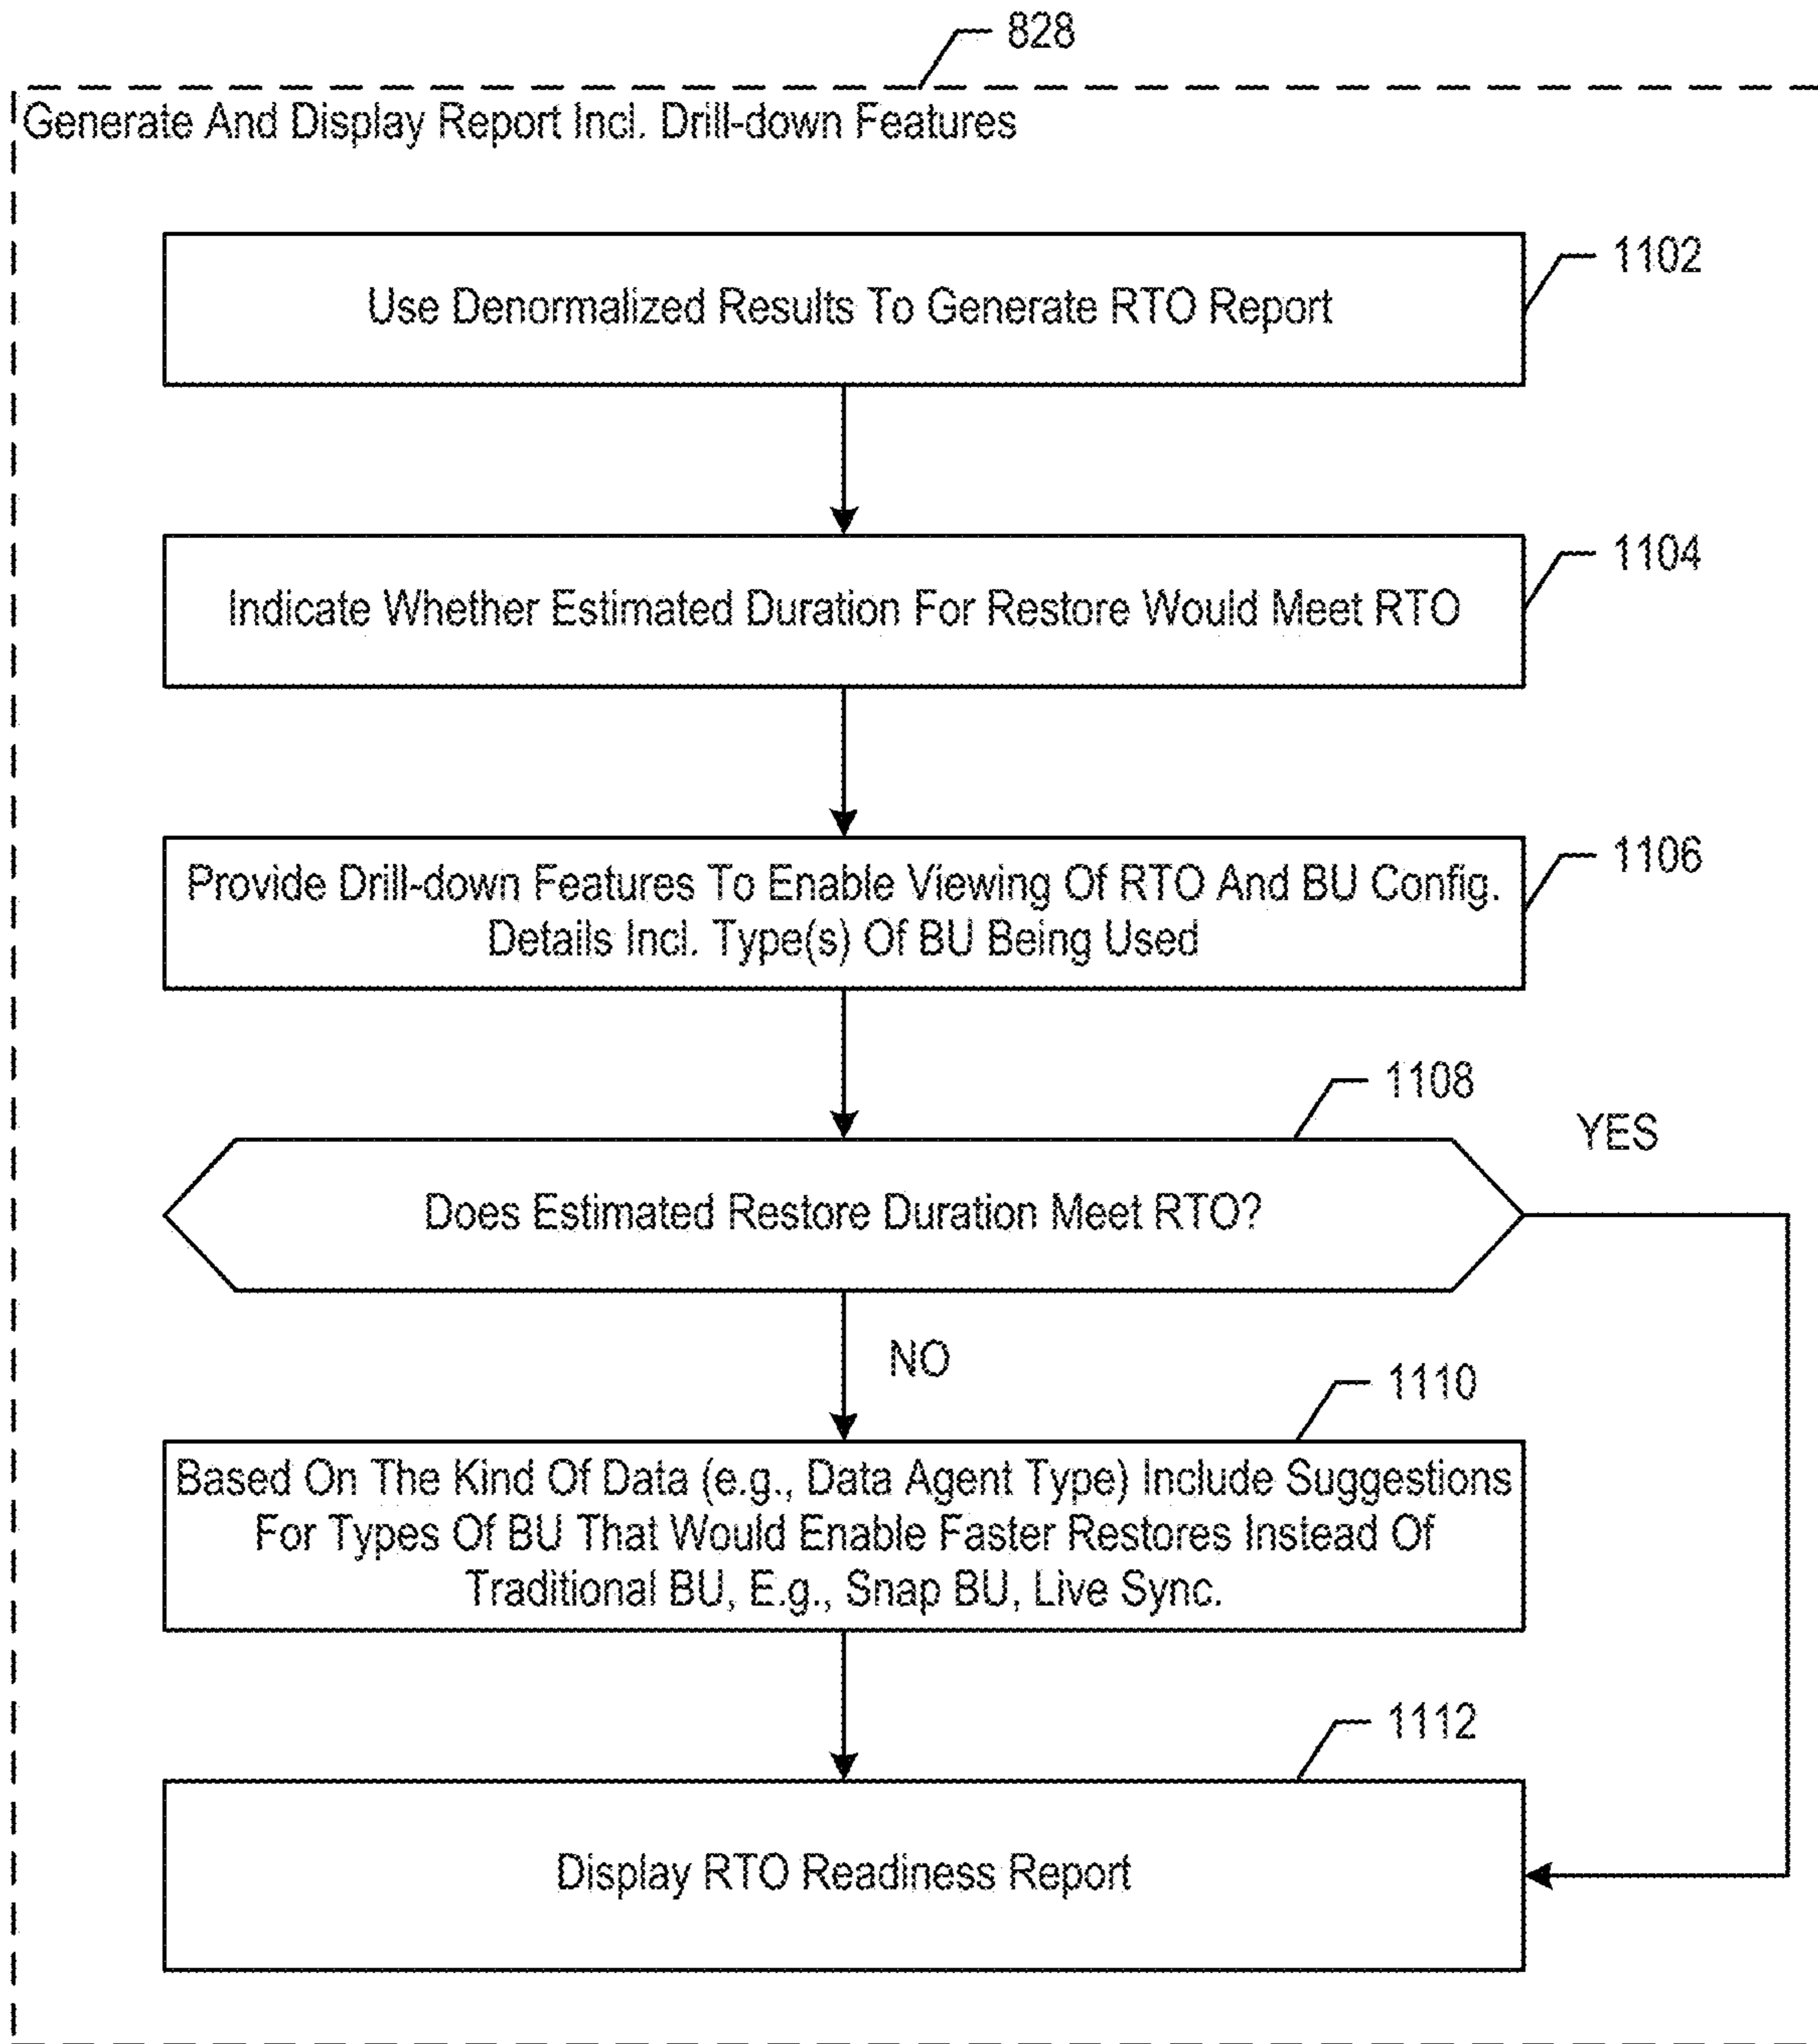 828
Generate And Display Report Incl. Drill-down Features
1102
Use Denormalized Results To Generate RTO Report
1104
Indicate Whether Estimated Duration For Restore Would Meet RTO
1106
Provide Drill-down Features To Enable Viewing Of RTO And BU Config.
Details Incl. Type(s) Of BU Being Used
1108
YES
Does Estimated Restore Duration Meet RTO?
NO
1110
Based On The Kind Of Data (e.g., Data Agent Type) Include Suggestions
For Types Of BU That Would Enable Faster Restores Instead Of
Traditional BU, E.g., Snap BU, Live Sync.
1112
Display RTO Readiness Report